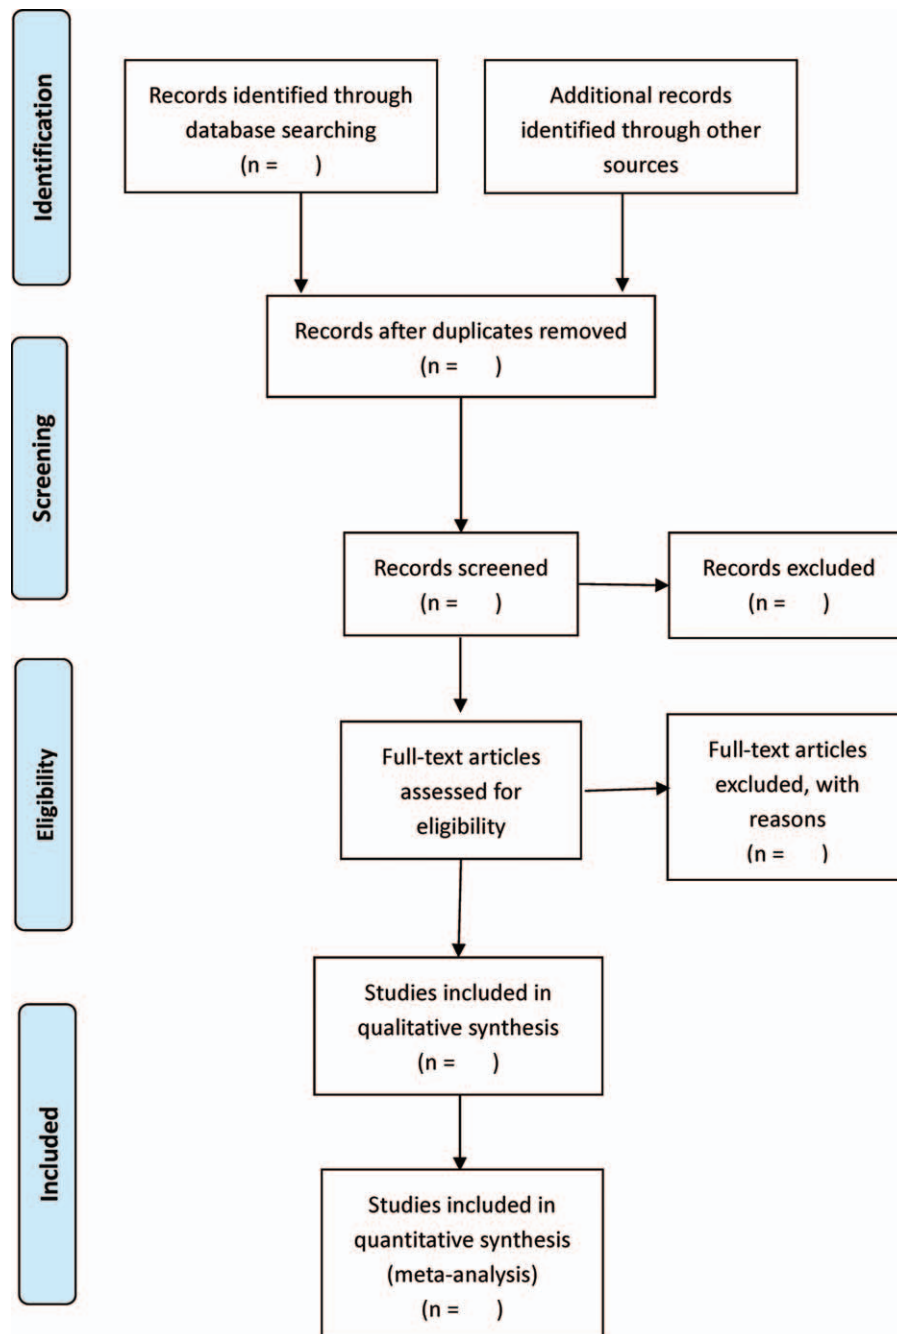 Identification
Records identified through
database searching
(n =     )
Additional records
identified through other
sources
Records after duplicates removed
(n =     )
Screening
Records screened
(n =     )
Records excluded
(n =     )
Eligibility
Full-text articles
assessed for
eligibility
Full-text articles
excluded, with
reasons
(n =     )
Included
Studies included in
qualitative synthesis
(n =     )
Studies included in
quantitative synthesis
(meta-analysis)
(n =     )